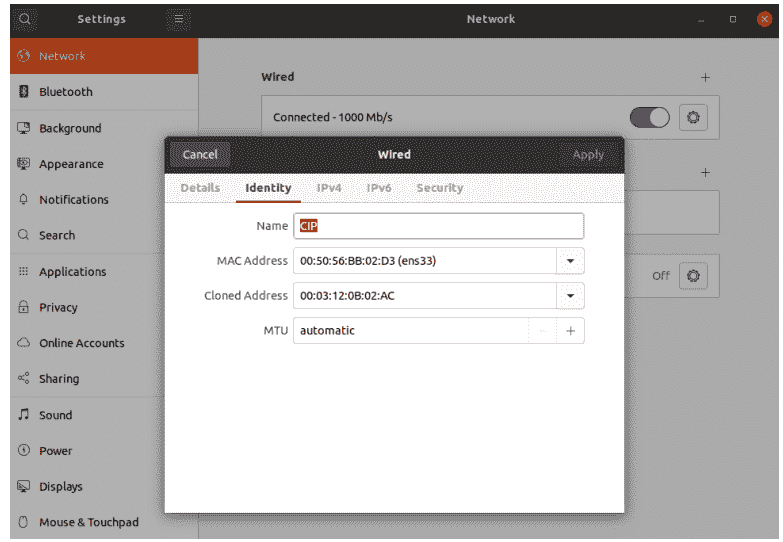 Settings
Network
Network
Bluetooth
Background
Appearance
Notifications
Search
Applications
Privacy
Online Accounts
Sharing
Sound
Power
Displays
Mouse & Touchpad
Wired
Connected - 1000 Mb/s
Off
Cancel
Wired
Apply
Details Identity IPv4 IPv6 Security
Name CIP
MAC Address 00:50:56:BB:02:D3 (ens33)
Cloned Address 00:03:12:0B:02:AC
MTU automatic